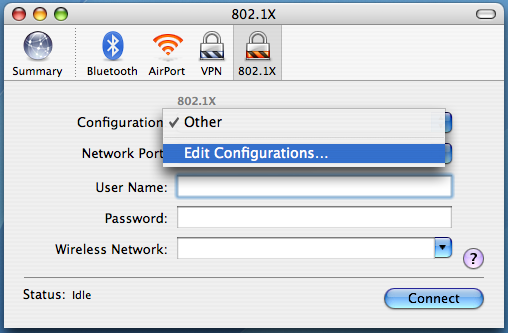 802.1X
Summary Bluetooth AirPort VPN 802.1X
802.1X
Configuration
Other
Network Port
Edit Configurations...
User Name:
Password:
Wireless Network:
?
Status: Idle
Connect